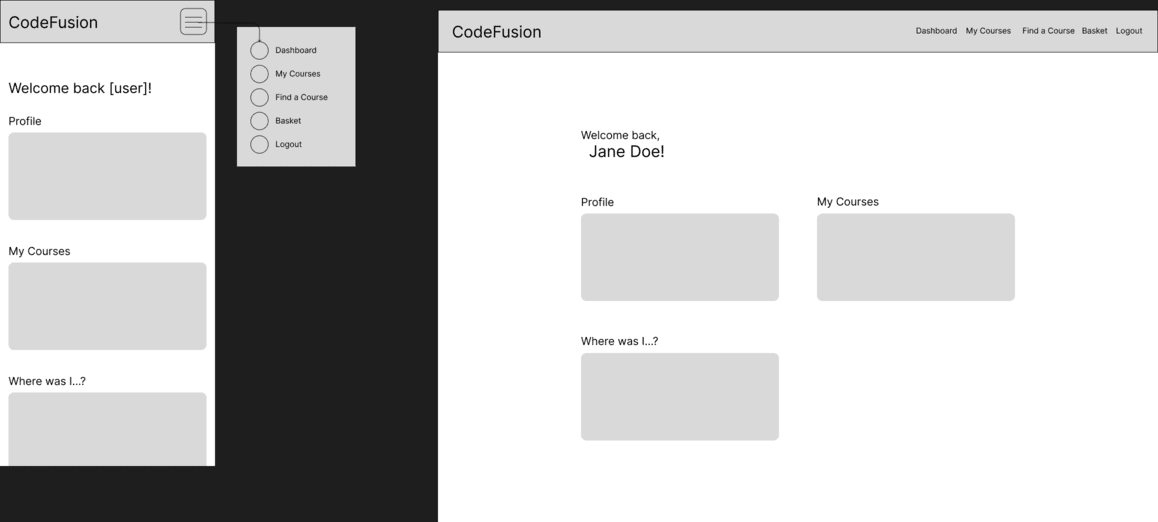 CodeFusion
Welcome back [user]!
Profile
My Courses
Where was I...?
Dashboard
My Courses
Find a Course
Basket
Logout
CodeFusion
Dashboard My Courses Find a Course Basket Logout
Welcome back,
Jane Doe!
Profile
My Courses
Where was I...?